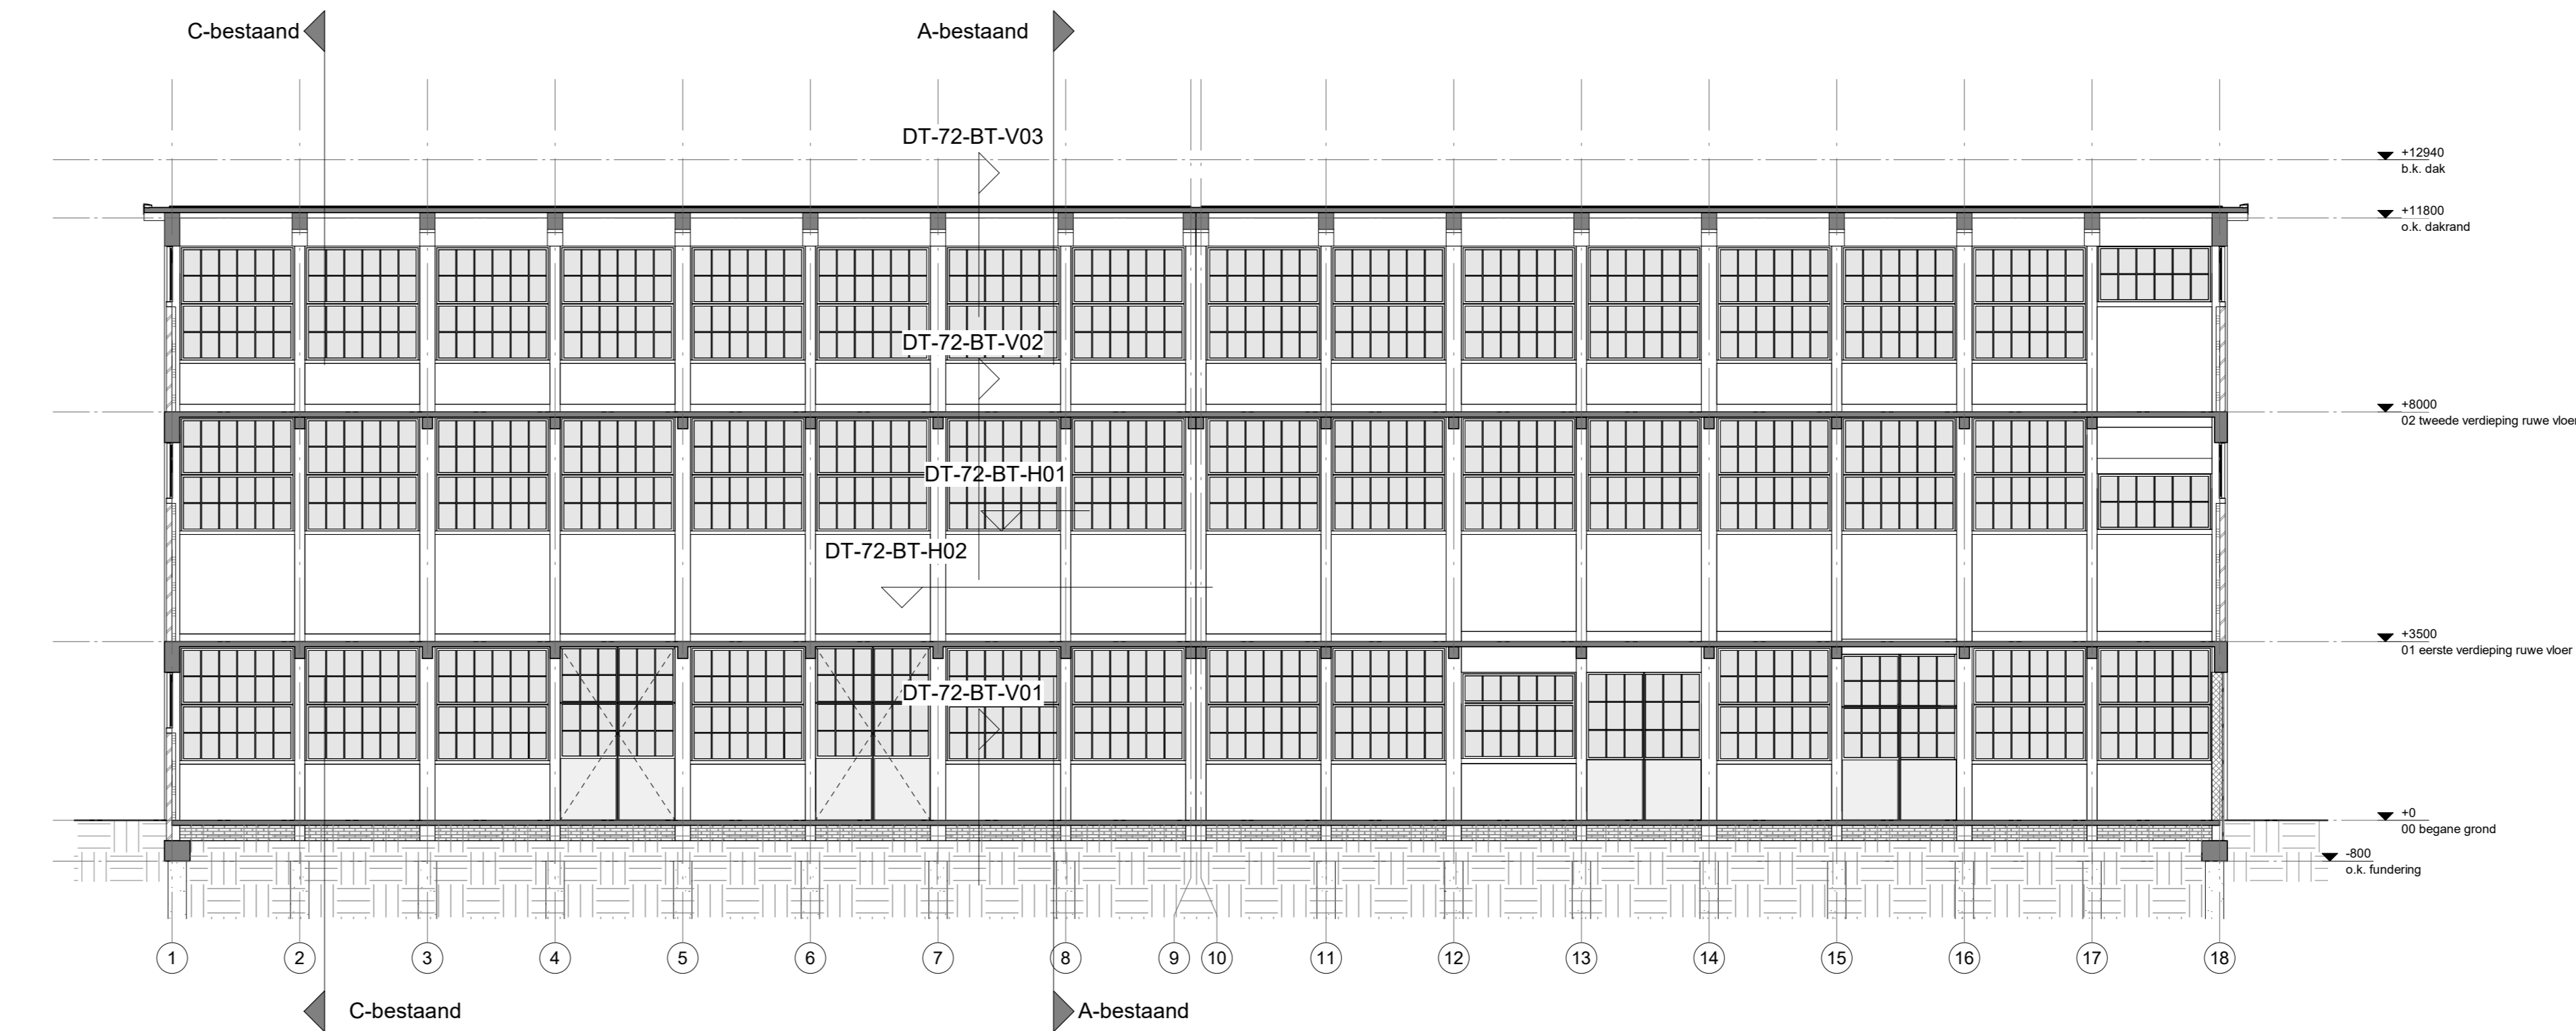 C-bestaand
A-bestaand
DT-72-BT-V03
+12940
b.k. dak
+11800
o.k. dakrand
DT-72-BT-V02
+8000
02 tweede verdieping ruwe vloer
DT-72-BT-H01
DT-72-BT-H02
+3500
01 eerste verdieping ruwe vloer
DT-72-BT-V01
+0
00 begane grond
-800
o.k. fundering
1 2 3 4 5 6 7 8 9 10 11 12 13 14 15 16 17 18
C-bestaand
A-bestaand